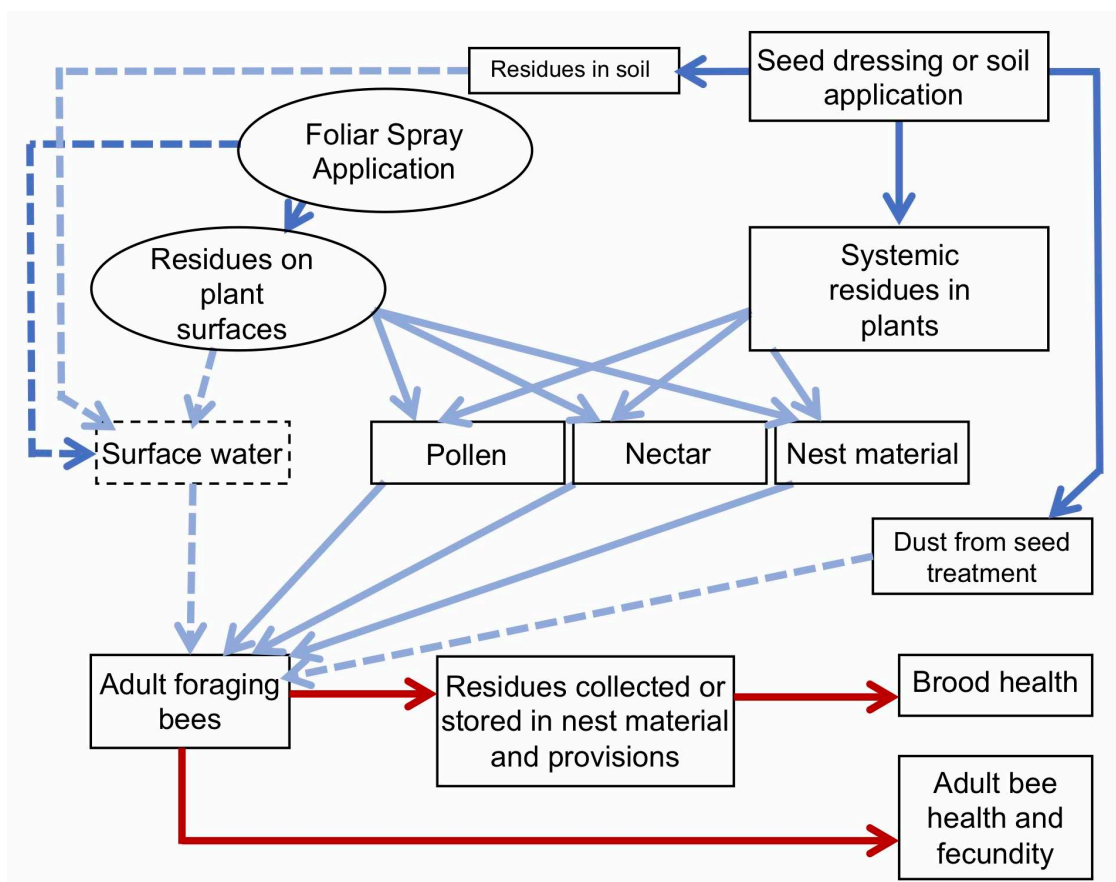 Residues in soil
Seed dressing or soil
application
Foliar Spray
Application
Residues on
plant
surfaces
Systemic
residues in
plants
Surface water
Pollen
Nectar
Nest material
Dust from seed
treatment
Adult foraging
bees
Residues collected or
stored in nest material
and provisions
Brood health
Adult bee
health and
fecundity